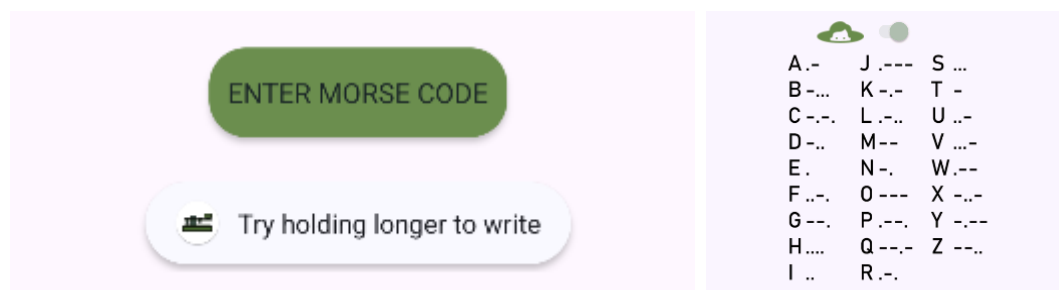 ENTER MORSE CODE
Try holding longer to write
A .- J .--- S ...
B -... K -.- T -
C -.-. L .-.. U ..-
D -.. M -- V ...-
E . N -. W .--
F ..-. O --- X -..-
G --. P .--. Y -.--
H .... Q --.- Z --..
I .. R .-.